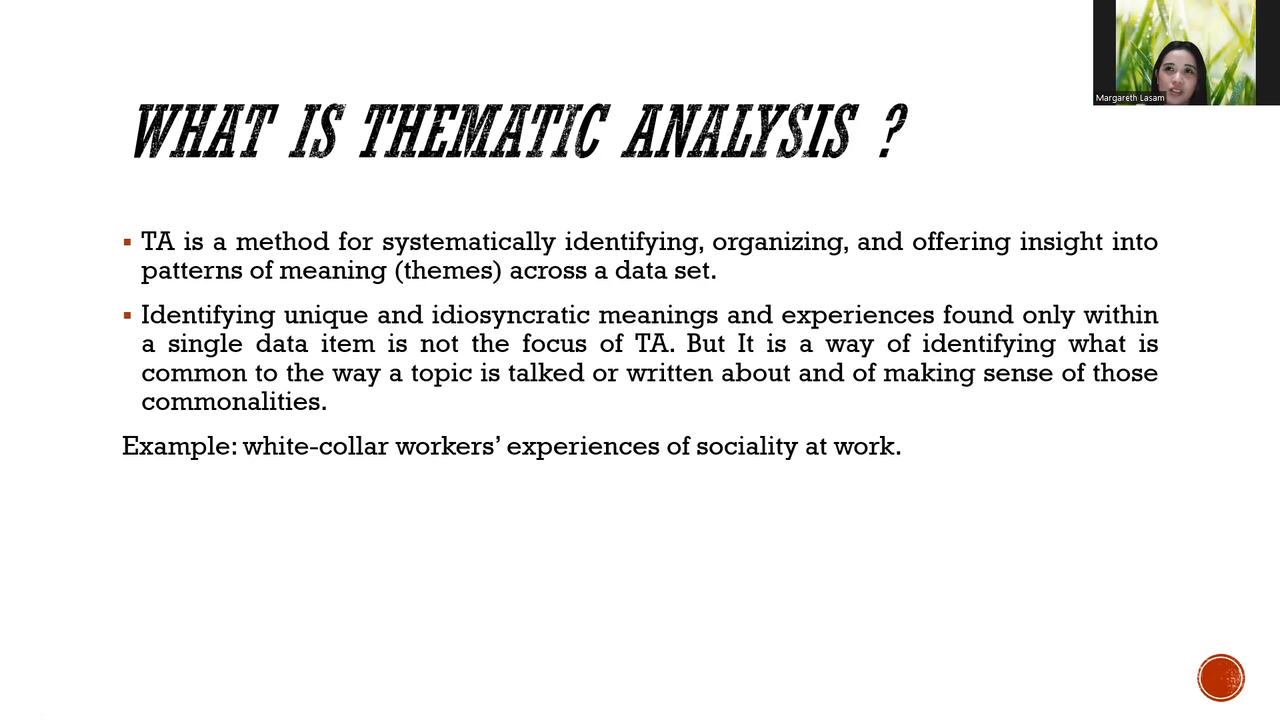 Margareth Lasam
WHAT IS THEMATIC ANALYSIS ?
▪ TA is a method for systematically identifying, organizing, and offering insight into
patterns of meaning (themes) across a data set.
▪ Identifying unique and idiosyncratic meanings and experiences found only within
a single data item is not the focus of TA. But It is a way of identifying what is
common to the way a topic is talked or written about and of making sense of those
commonalities.
Example: white-collar workers’ experiences of sociality at work.